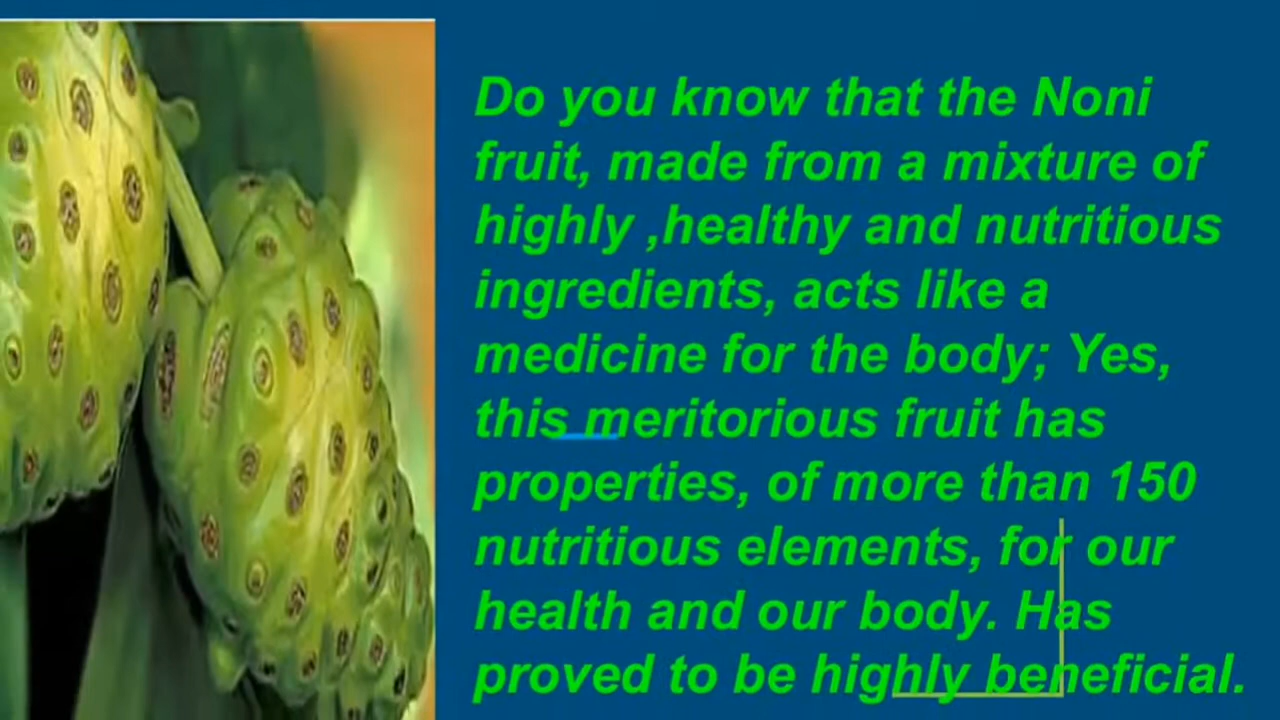 Do you know that the Noni
fruit, made from a mixture of
highly ,healthy and nutritious
ingredients, acts like a
medicine for the body; Yes,
this meritorious fruit has
properties, of more than 150
nutritious elements, for our
health and our body. Has
proved to be highly beneficial.